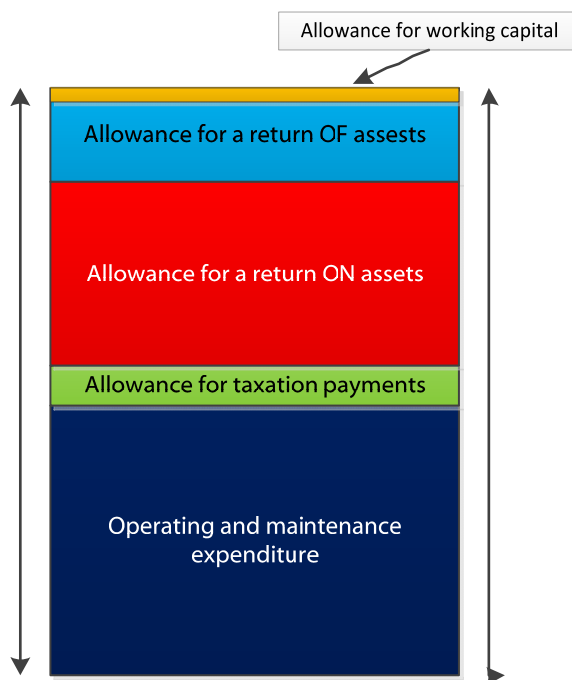 Allowance for working capital
Allowance for a return OF assests
Allowance for a return ON assets
Allowance for taxation payments
Operating and maintenance
expenditure